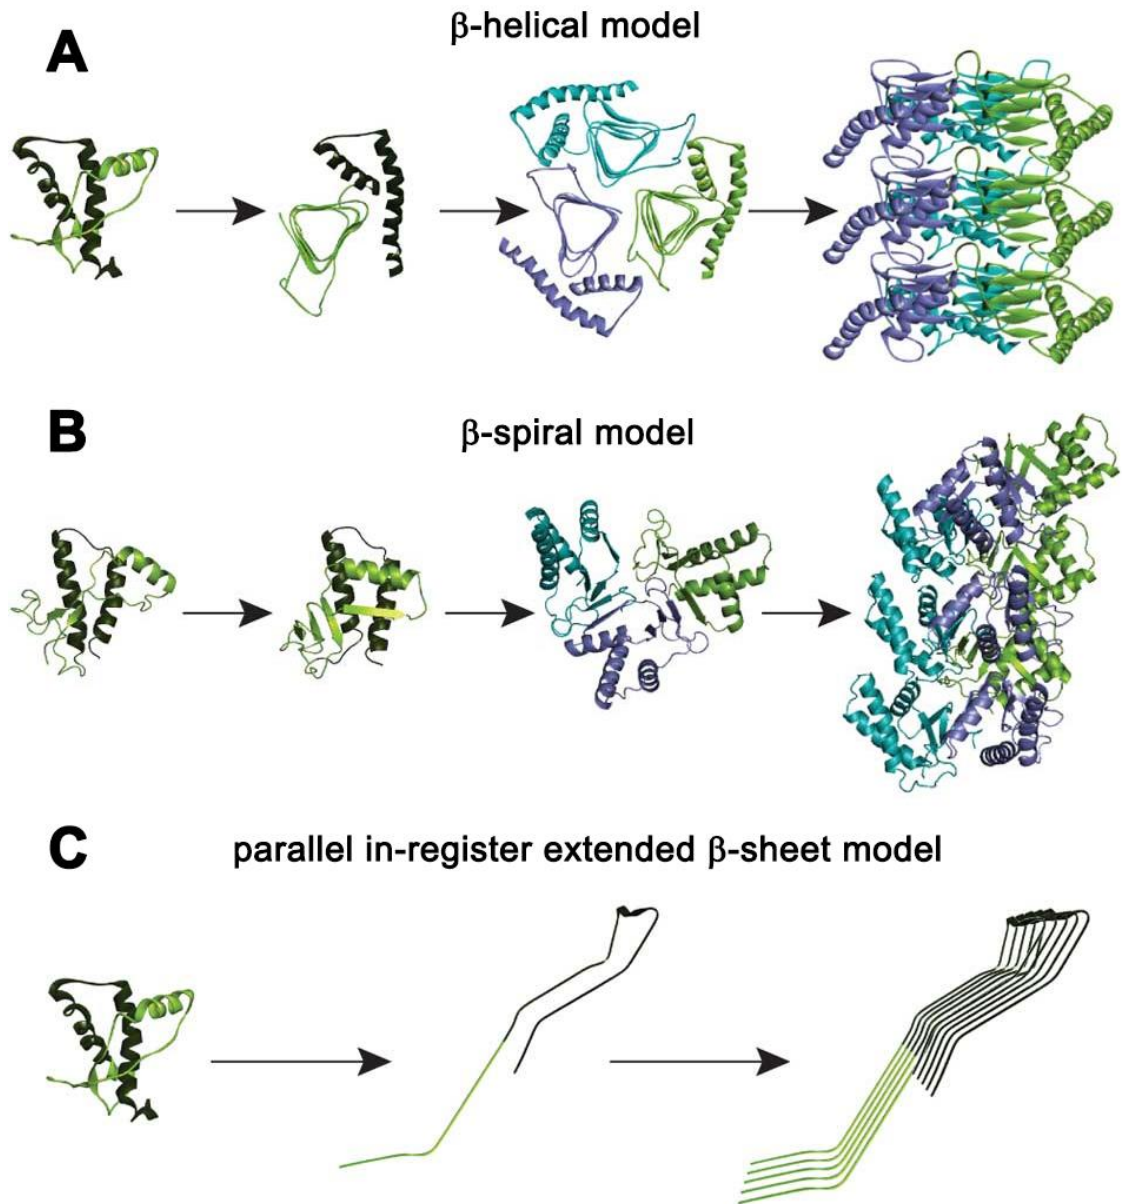 A
β-helical model
B
β-spiral model
C
parallel in-register extended β-sheet model